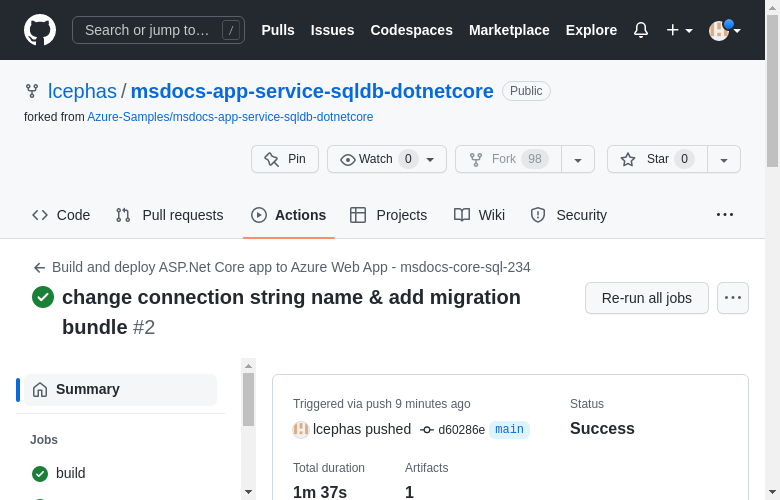 Search or jump to… /
Pulls Issues Codespaces Marketplace Explore
lcephas / msdocs-app-service-sqldb-dotnetcore Public
forked from Azure-Samples/msdocs-app-service-sqldb-dotnetcore
Pin Watch 0 Fork 98 Star 0
Code Pull requests Actions Projects Wiki Security
Build and deploy ASP.Net Core app to Azure Web App - msdocs-core-sql-234
change connection string name & add migration
bundle #2
Re-run all jobs
Summary
Jobs
build
Triggered via push 9 minutes ago
lcephas pushed d60286e main
Status
Success
Total duration
1m 37s
Artifacts
1